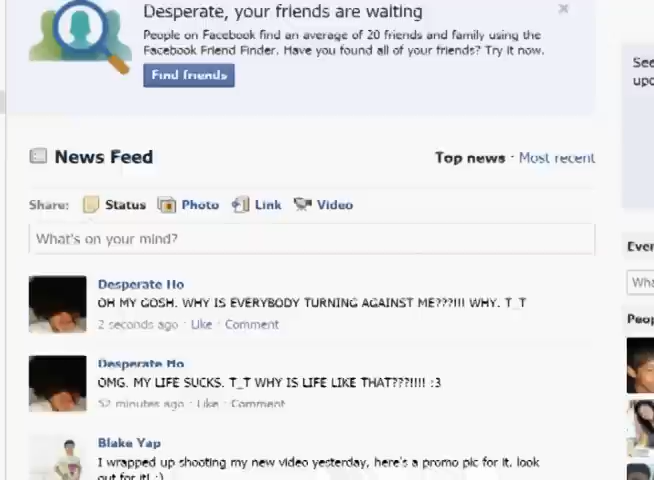 Desperate, your friends are waiting
People on Facebook find an average of 20 friends and family using the
Facebook Friend Finder. Have you found all of your friends? Try it now.
Find friends
See
upc
News Feed
Top news · Most recent
Share: Status Photo Link Video
What's on your mind?
Even
Wha
Peop
Desperate Ho
OH MY GOSH. WHY IS EVERYBODY TURNING AGAINST ME???!!! WHY. T_T
2 seconds ago · Like · Comment
Desperate Ho
OMG. MY LIFE SUCKS. T_T WHY IS LIFE LIKE THAT???!!!! :3
52 minutes ago · Like · Comment
Blake Yap
I wrapped up shooting my new video yesterday, here's a promo pic for it. look
out for it! :)